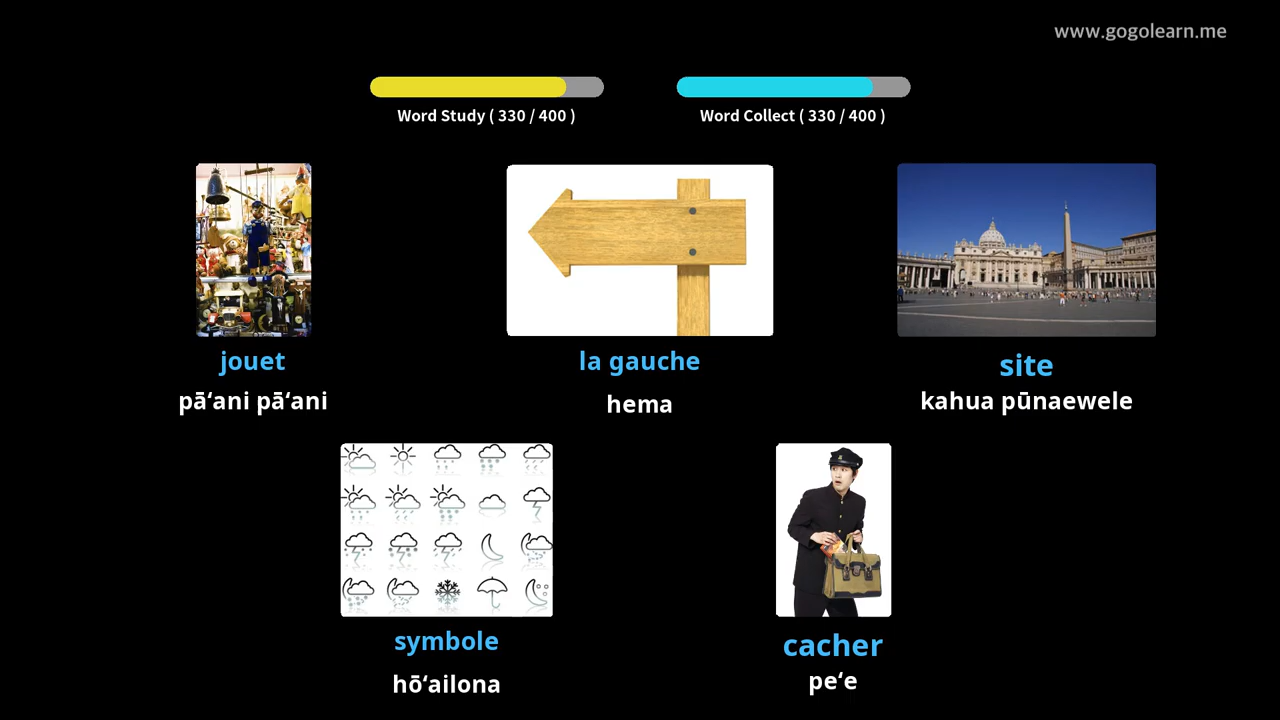 www.gogolearn.me
Word Study ( 330 / 400 )
Word Collect ( 330 / 400 )
jouet
la gauche
site
pāʻani pāʻani
hema
kahua pūnaewele
symbole
cacher
hōʻailona
peʻe